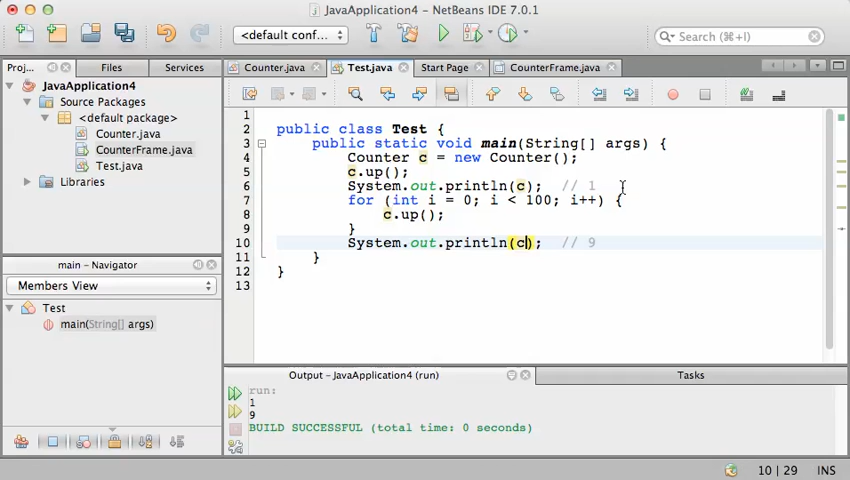 JavaApplication4 - NetBeans IDE 7.0.1
<default conf...
Search (⌘+I)
Proj...
Files
Services
Counter.java
Test.java
Start Page
CounterFrame.java
JavaApplication4
Source Packages
<default package>
Counter.java
CounterFrame.java
Test.java
Libraries
1
2 public class Test {
3 public static void main(String[] args) {
4 Counter c = new Counter();
5 c.up();
6 System.out.println(c); // 1
7 for (int i = 0; i < 100; i++) {
8 c.up();
9 }
10 System.out.println(c); // 9
11 }
12 }
13
main - Navigator
Members View
Test
main(String[] args)
Output - JavaApplication4 (run)
Tasks
run:
1
9
BUILD SUCCESSFUL (total time: 0 seconds)
10 | 29
INS